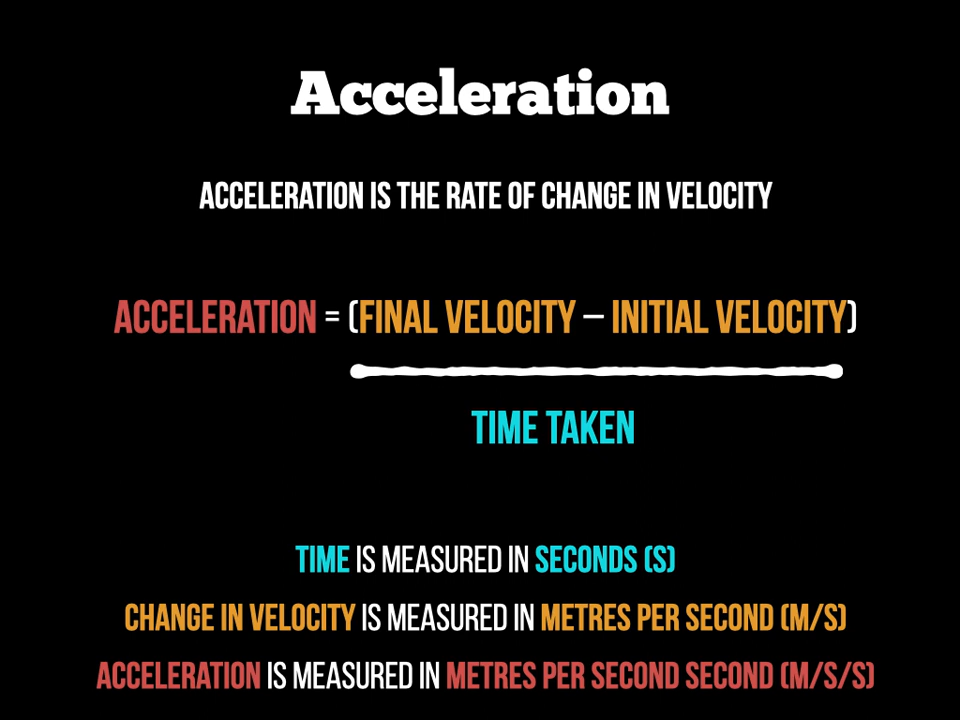 Acceleration
ACCELERATION IS THE RATE OF CHANGE IN VELOCITY
ACCELERATION = (FINAL VELOCITY – INITIAL VELOCITY)
TIME TAKEN
TIME IS MEASURED IN SECONDS (S)
CHANGE IN VELOCITY IS MEASURED IN METRES PER SECOND (M/S)
ACCELERATION IS MEASURED IN METRES PER SECOND SECOND (M/S/S)